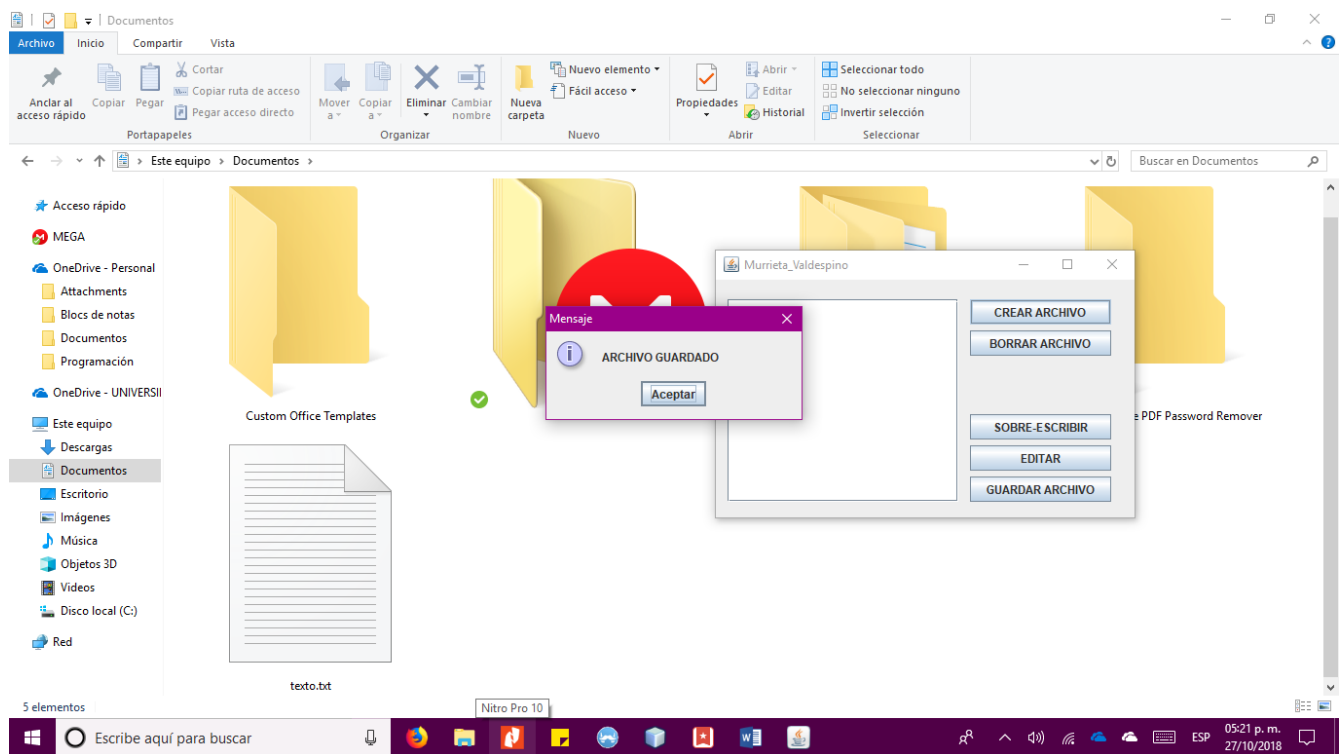 Documentos
Archivo Inicio Compartir Vista
Anclar al acceso rápido
Copiar
Pegar
Cortar
Copiar ruta de acceso
Pegar acceso directo
Portapapeles
Mover a
Copiar a
Eliminar
Cambiar nombre
Organizar
Nueva carpeta
Nuevo elemento
Fácil acceso
Nuevo
Propiedades
Abrir
Editar
Historial
Abrir
Seleccionar todo
No seleccionar ninguno
Invertir selección
Seleccionar
Este equipo > Documentos >
Buscar en Documentos
Acceso rápido
MEGA
OneDrive - Personal
Attachments
Blocs de notas
Documentos
Programación
OneDrive - UNIVERSI
Este equipo
Descargas
Documentos
Escritorio
Imágenes
Música
Objetos 3D
Videos
Disco local (C:)
Red
Custom Office Templates
PDF Password Remover
texto.txt
Murrieta_Valdespino
CREAR ARCHIVO
BORRAR ARCHIVO
SOBRE-ESCRIBIR
EDITAR
GUARDAR ARCHIVO
Mensaje
ARCHIVO GUARDADO
Aceptar
5 elementos
Nitro Pro 10
Escribe aquí para buscar
ESP
05:21 p. m.
27/10/2018